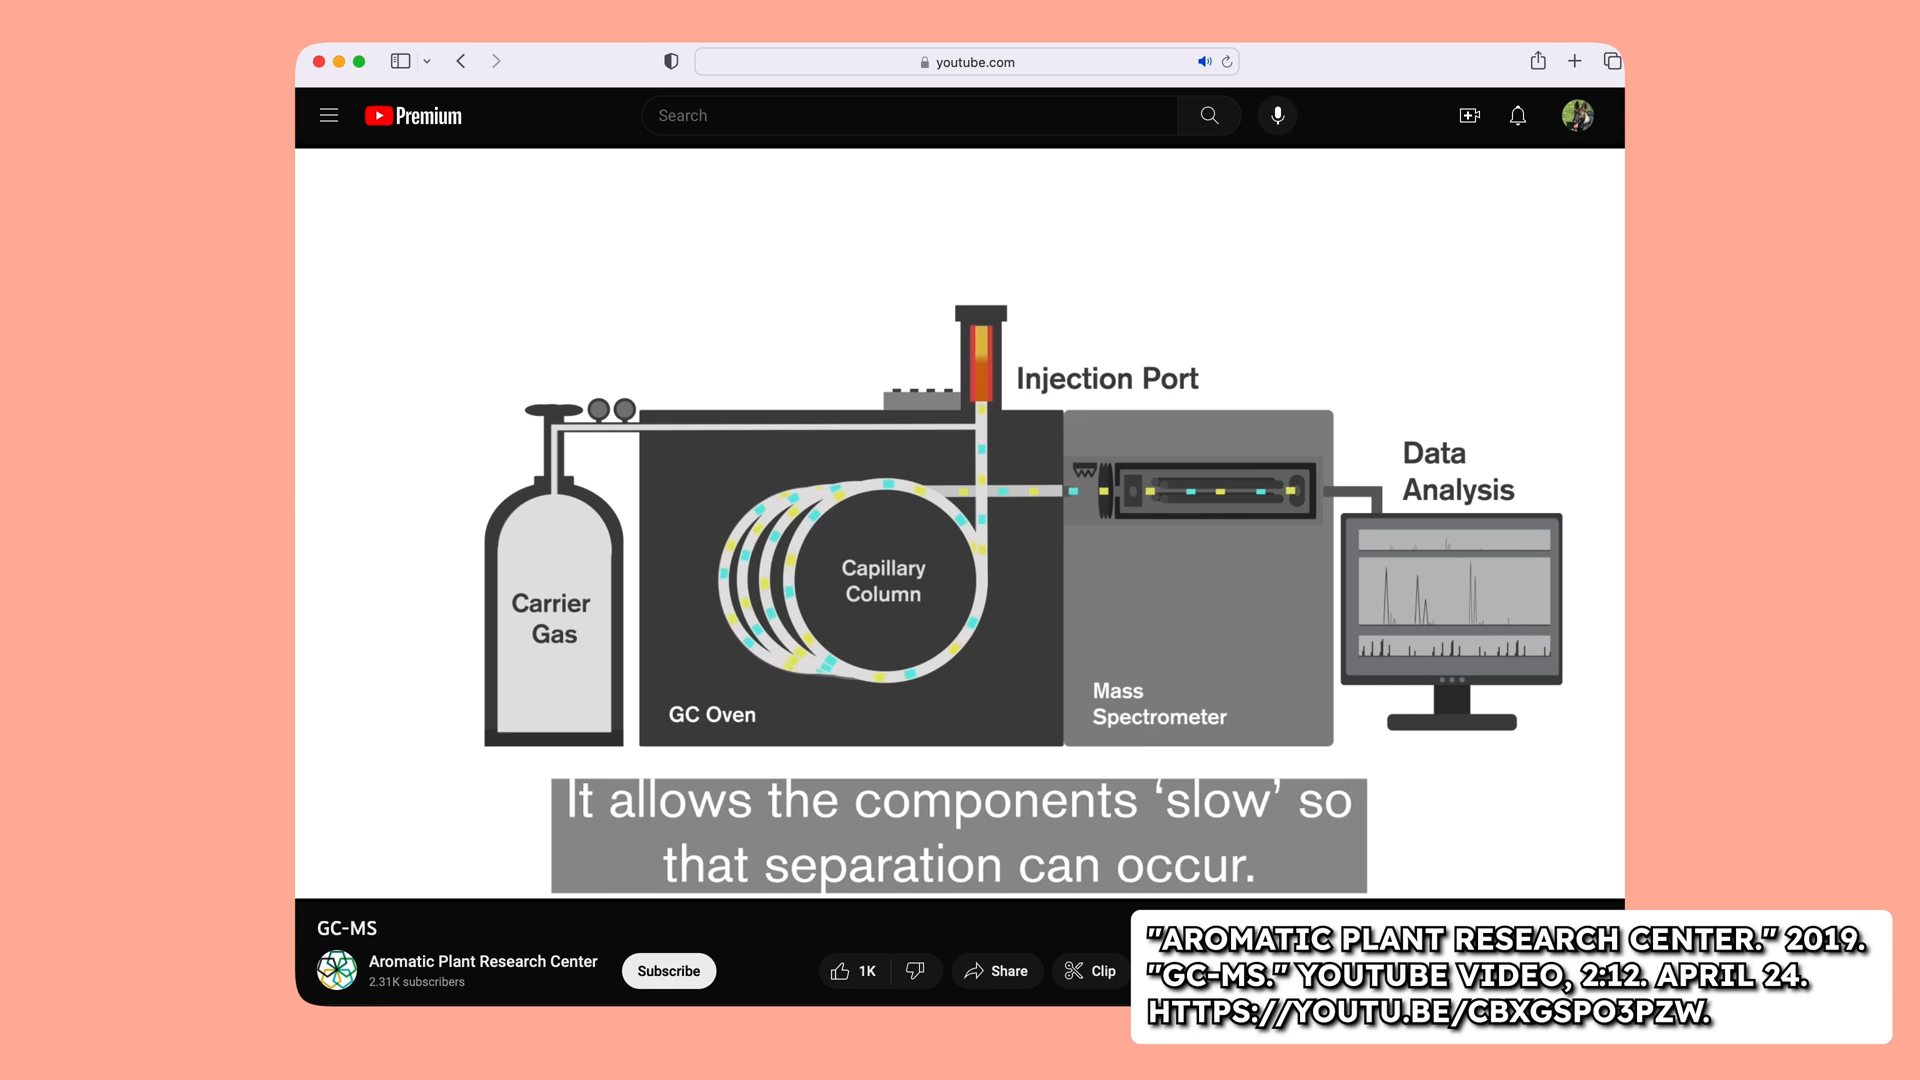 youtube.com
Premium
Search
Injection Port
Data
Analysis
Capillary
Column
Carrier
Gas
Mass
Spectrometer
GC Oven
It allows the components ‘slow’ so
that separation can occur.
GC-MS
Aromatic Plant Research Center
2.31K subscribers
Subscribe
1K
Share
Clip
"AROMATIC PLANT RESEARCH CENTER." 2019.
"GC-MS." YOUTUBE VIDEO, 2:12. APRIL 24.
HTTPS://YOUTU.BE/CBXGSPO3PZW.